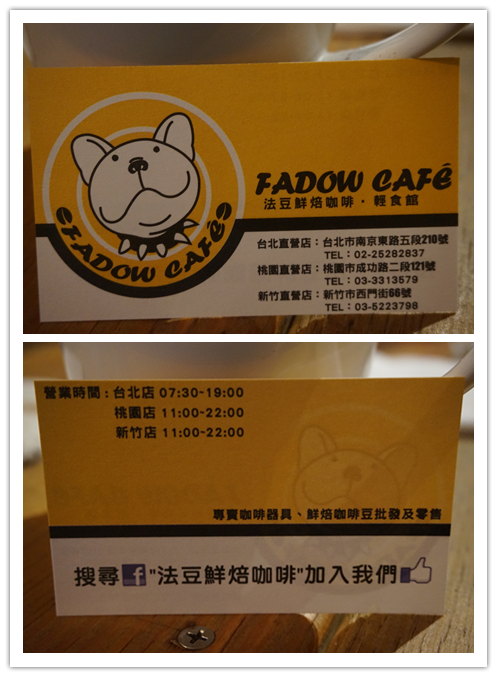 FADOW CAFÉ
FADOW CAFÉ
法豆鮮焙咖啡・輕食館
台北直營店：台北市南京東路五段210號
TEL：02-25282837
桃園直營店：桃園市成功路二段121號
TEL：03-3313579
新竹直營店：新竹市西門街66號
TEL：03-5223798
營業時間：台北店 07:30~19:00
桃園店 11:00~22:00
新竹店 11:00~22:00
專賣咖啡器具、鮮焙咖啡豆批發及零售
搜尋f"法豆鮮焙咖啡"加入我們